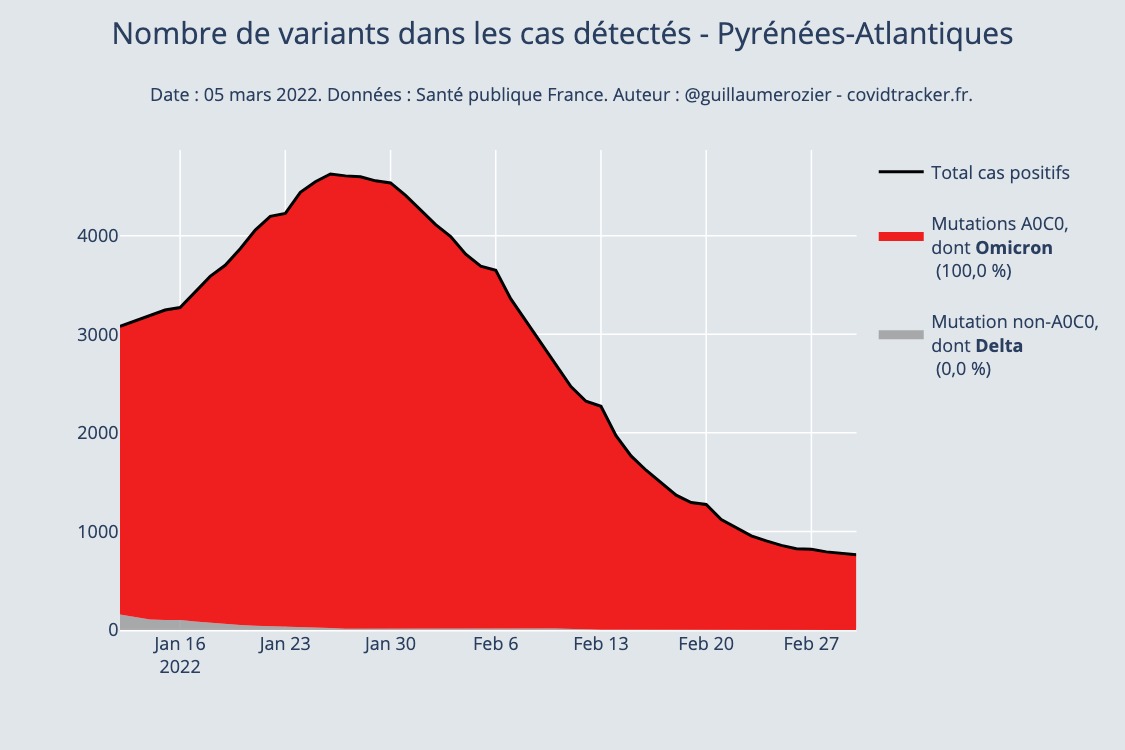 Nombre de variants dans les cas détectés - Pyrénées-Atlantiques
Date : 05 mars 2022. Données : Santé publique France. Auteur : @guillaumerozier - covidtracker.fr.
Total cas positifs
Mutations A0C0,
dont Omicron
(100,0 %)
Mutation non-A0C0,
dont Delta
(0,0 %)
4000
3000
2000
1000
0
Jan 16 Jan 23 Jan 30 Feb 6 Feb 13 Feb 20 Feb 27
2022